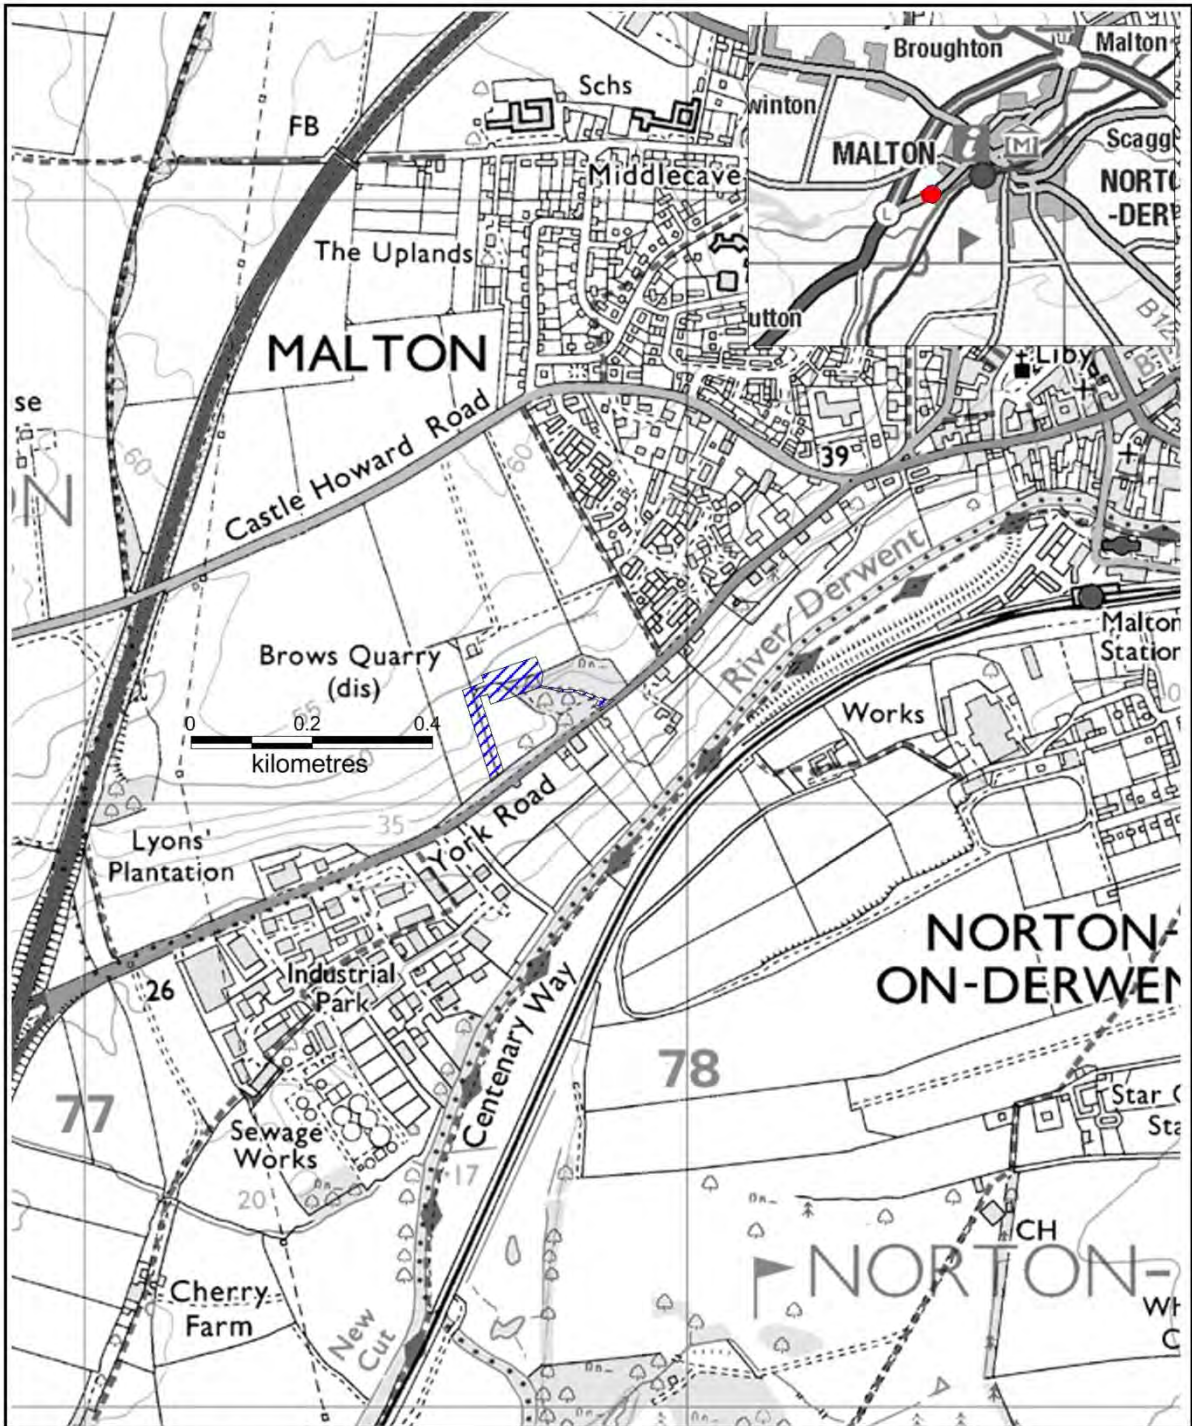 Schs
FB
Middlecave
The Uplands
MALTON
se
60
Castle Howard Road
60
39
Liby
River Derwent
Malton
Station
Brows Quarry
(dis)
55
0 0.2 0.4
kilometres
Works
York Road
35
Lyons'
Plantation
NORTON-
ON-DERWEN
Industrial
Park
26
Centenary Way
78
77
Star
Sewage
Works
17
20
CH
NORTON-
Cherry
Farm
New
Cut
Broughton
Malton
winton
MALTON
i
M
Scagg
NORT
-DER
L
utton
B12